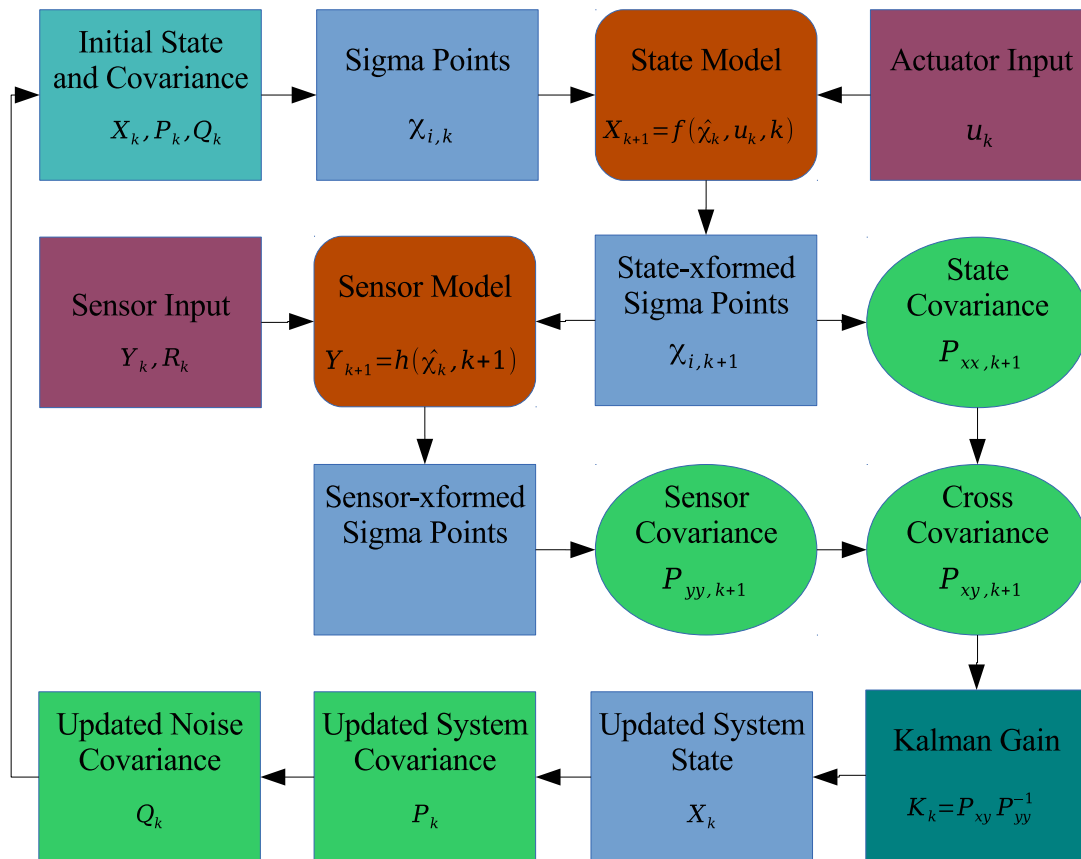 Initial State
and Covariance
X_k, P_k, Q_k
Sigma Points
χ_{i,k}
State Model
X_{k+1}=f(χ̂_k, u_k, k)
Actuator Input
u_k
Sensor Input
Y_k, R_k
Sensor Model
Y_{k+1}=h(χ̂_k, k+1)
State-xformed
Sigma Points
χ_{i,k+1}
State
Covariance
P_{xx,k+1}
Sensor-xformed
Sigma Points
Sensor
Covariance
P_{yy,k+1}
Cross
Covariance
P_{xy,k+1}
Updated Noise
Covariance
Q_k
Updated System
Covariance
P_k
Updated System
State
X_k
Kalman Gain
K_k=P_{xy} P_{yy}^{-1}